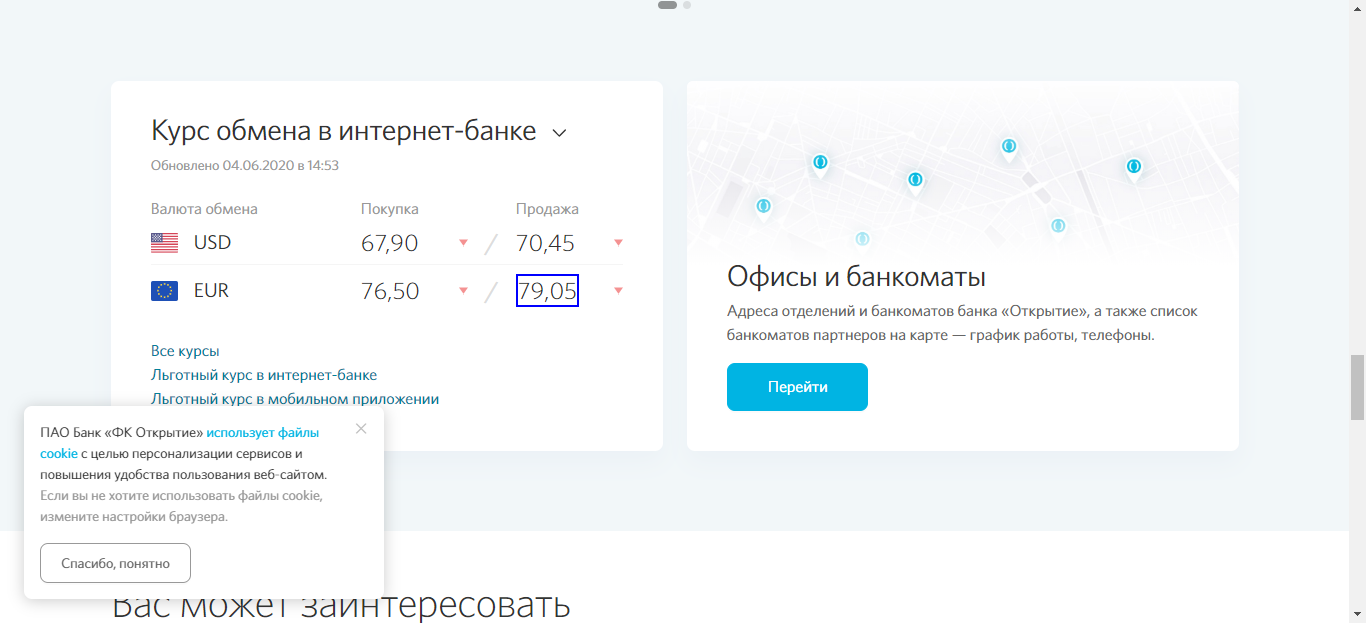 Курс обмена в интернет-банке
Обновлено 04.06.2020 в 14:53
Валюта обмена Покупка Продажа
USD 67,90 / 70,45
EUR 76,50 / 79,05
Все курсы
Льготный курс в интернет-банке
Льготный курс в мобильном приложении
Офисы и банкоматы
Адреса отделений и банкоматов банка «Открытие», а также список
банкоматов партнеров на карте — график работы, телефоны.
Перейти
ПАО Банк «ФК Открытие» использует файлы
cookie с целью персонализации сервисов и
повышения удобства пользования веб-сайтом.
Если вы не хотите использовать файлы cookie,
измените настройки браузера.
Спасибо, понятно
Вас может заинтересовать